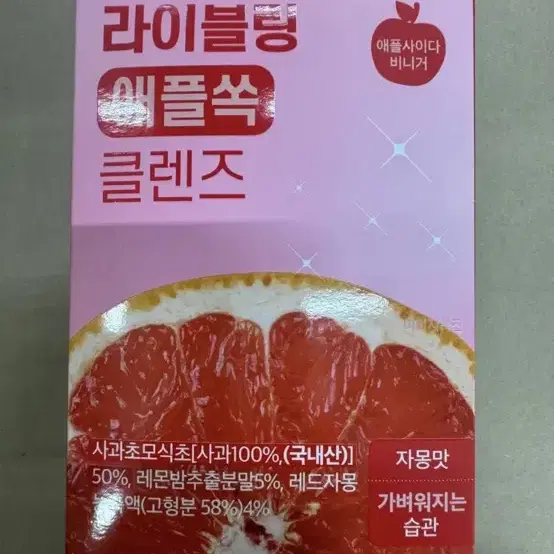 라이블링
애플쏙
클렌즈
애플사이다
비니거
사과초모식초[사과100%,(국내산)]
50%, 레몬밤추출분말5%, 레드자몽
농축액(고형분 58%)4%
자몽맛
가벼워지는
습관